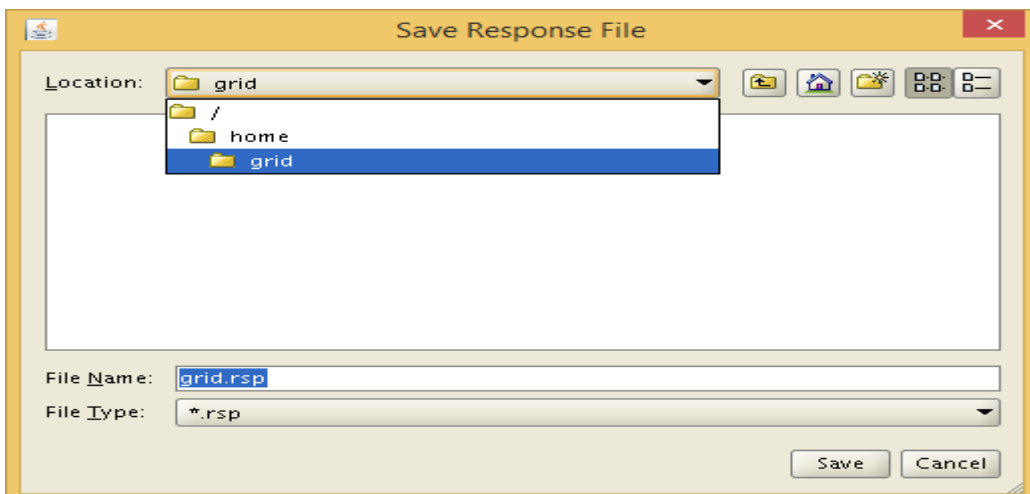 Save Response File
Location: grid
/
home
grid
File Name: grid.rsp
File Type: *.rsp
Save Cancel